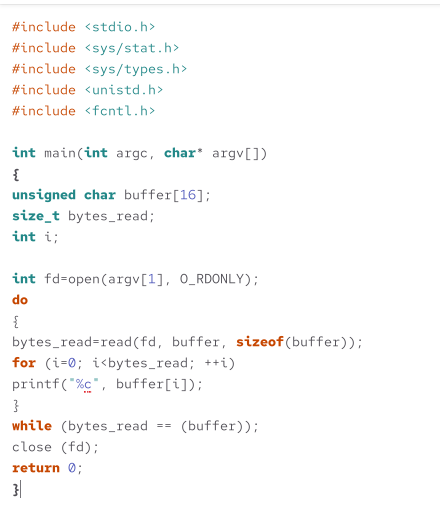 #include <stdio.h>
#include <sys/stat.h>
#include <sys/types.h>
#include <unistd.h>
#include <fcntl.h>

int main(int argc, char* argv[])
{
unsigned char buffer[16];
size_t bytes_read;
int i;

int fd=open(argv[1], O_RDONLY);
do
{
bytes_read=read(fd, buffer, sizeof(buffer));
for (i=0; i<bytes_read; ++i)
printf("%c", buffer[i]);
}
while (bytes_read == (buffer));
close (fd);
return 0;
}